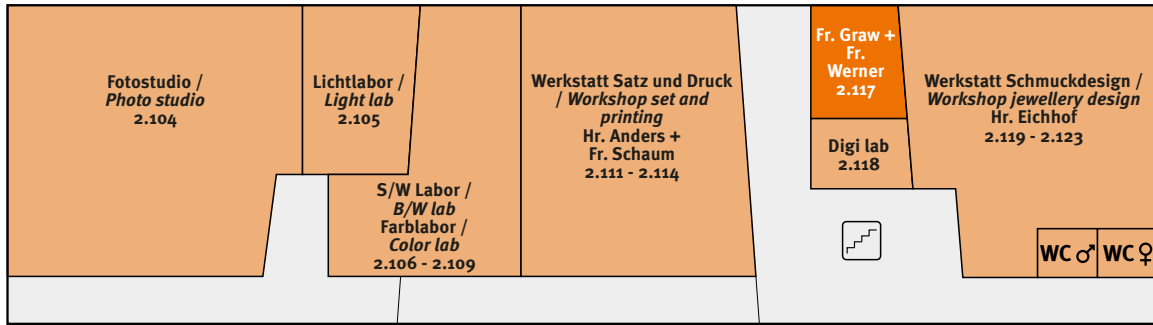 Fotostudio /
Photo studio
2.104
Lichtlabor /
Light lab
2.105
S/W Labor /
B/W lab
Farblabor /
Color lab
2.106 - 2.109
Werkstatt Satz und Druck
/ Workshop set and
printing
Hr. Anders +
Fr. Schaum
2.111 - 2.114
Fr. Graw +
Fr.
Werner
2.117
Digi lab
2.118
Werkstatt Schmuckdesign /
Workshop jewellery design
Hr. Eichhof
2.119 - 2.123
WC ♂
WC ♀